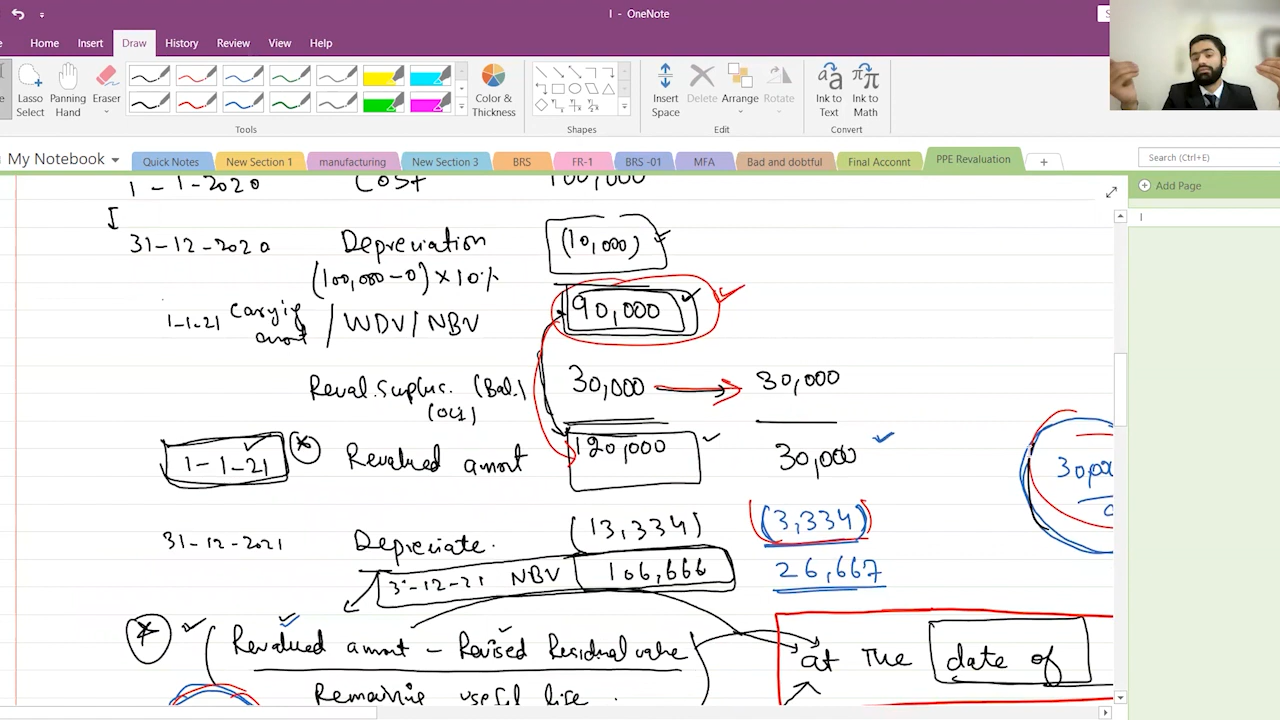 I - OneNote
Home Insert Draw History Review View Help
Lasso Select
Panning Hand
Eraser
Color & Thickness
Insert Space
Delete
Arrange
Rotate
Ink to Text
Ink to Math
Tools
Shapes
Edit
Convert
My Notebook
Quick Notes
New Section 1
manufacturing
New Section 3
BRS
FR-1
BRS -01
MFA
Bad and dobtful
Final Acconnt
PPE Revaluation
Search (Ctrl+E)
Add Page
I
1-1-2020 Cost 100,000
31-12-2020 Depreciation (10,000)
(100,000-0) × 10%
1-1-21 Carying amont / WDV / NBV 90,000
Reval. surplus. (Bal.) 30,000 30,000
(OCI)
1-1-21 Revalued amont 120,000 30,000
31-12-2021 Depreciate. (13,334) (3,334)
31-12-21 NBV 106,666 26,667
Revalued amont - Revised Residual value
Remaining useful life.
at the date of